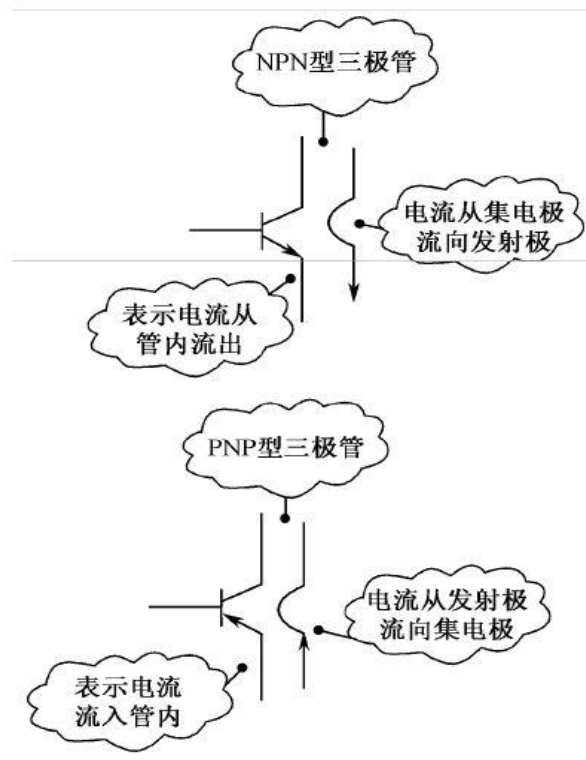 NPN型三极管
电流从集电极
流向发射极
表示电流从
管内流出
PNP型三极管
电流从发射极
流向集电极
表示电流
流入管内